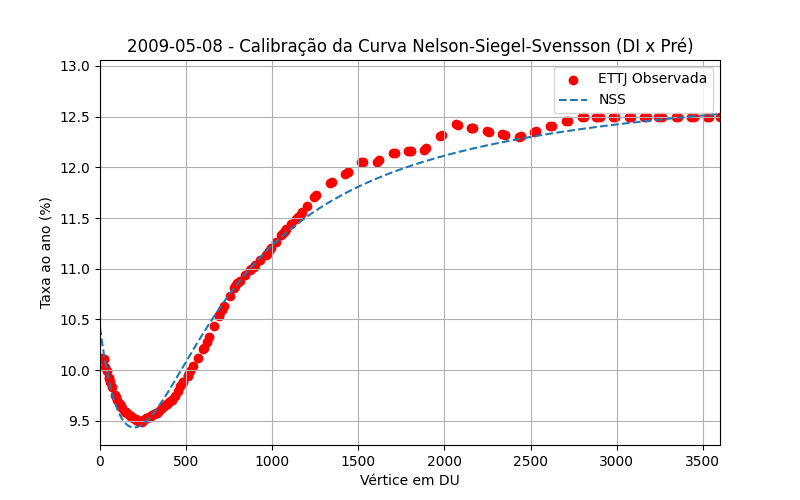 2009-05-08 - Calibração da Curva Nelson-Siegel-Svensson (DI x Pré)
ETTJ Observada
NSS
Taxa ao ano (%)
13.0
12.5
12.0
11.5
11.0
10.5
10.0
9.5
0 500 1000 1500 2000 2500 3000 3500
Vértice em DU